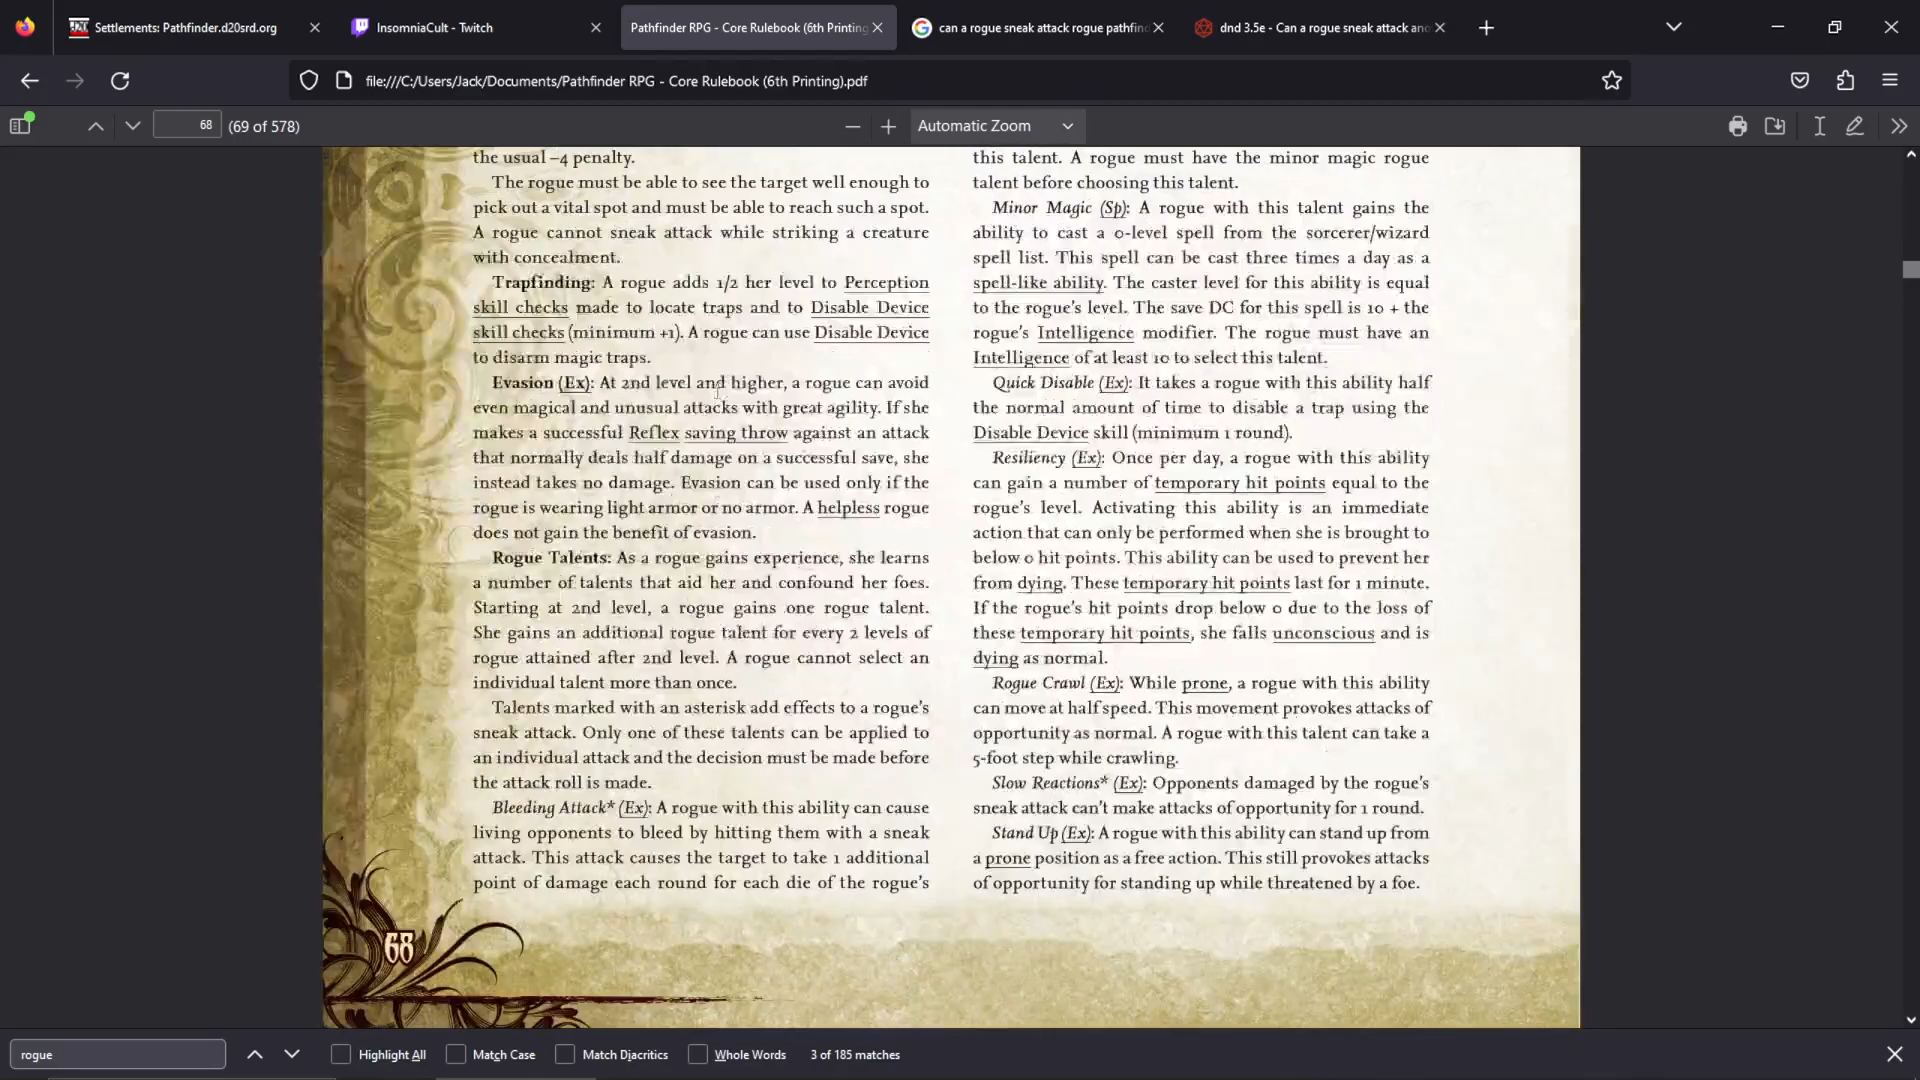 Settlements: Pathfinder.d20srd.org
InsomniaCult - Twitch
Pathfinder RPG - Core Rulebook (6th Printing
can a rogue sneak attack rogue pathfin
dnd 3.5e - Can a rogue sneak attack ano
file:///C:/Users/Jack/Documents/Pathfinder RPG - Core Rulebook (6th Printing).pdf
68
(69 of 578)
Automatic Zoom
the usual –4 penalty.
The rogue must be able to see the target well enough to
pick out a vital spot and must be able to reach such a spot.
A rogue cannot sneak attack while striking a creature
with concealment.
Trapfinding: A rogue adds 1/2 her level to Perception
skill checks made to locate traps and to Disable Device
skill checks (minimum +1). A rogue can use Disable Device
to disarm magic traps.
Evasion (Ex): At 2nd level and higher, a rogue can avoid
even magical and unusual attacks with great agility. If she
makes a successful Reflex saving throw against an attack
that normally deals half damage on a successful save, she
instead takes no damage. Evasion can be used only if the
rogue is wearing light armor or no armor. A helpless rogue
does not gain the benefit of evasion.
Rogue Talents: As a rogue gains experience, she learns
a number of talents that aid her and confound her foes.
Starting at 2nd level, a rogue gains one rogue talent.
She gains an additional rogue talent for every 2 levels of
rogue attained after 2nd level. A rogue cannot select an
individual talent more than once.
Talents marked with an asterisk add effects to a rogue's
sneak attack. Only one of these talents can be applied to
an individual attack and the decision must be made before
the attack roll is made.
Bleeding Attack* (Ex): A rogue with this ability can cause
living opponents to bleed by hitting them with a sneak
attack. This attack causes the target to take 1 additional
point of damage each round for each die of the rogue's
this talent. A rogue must have the minor magic rogue
talent before choosing this talent.
Minor Magic (Sp): A rogue with this talent gains the
ability to cast a 0-level spell from the sorcerer/wizard
spell list. This spell can be cast three times a day as a
spell-like ability. The caster level for this ability is equal
to the rogue's level. The save DC for this spell is 10 + the
rogue's Intelligence modifier. The rogue must have an
Intelligence of at least 10 to select this talent.
Quick Disable (Ex): It takes a rogue with this ability half
the normal amount of time to disable a trap using the
Disable Device skill (minimum 1 round).
Resiliency (Ex): Once per day, a rogue with this ability
can gain a number of temporary hit points equal to the
rogue's level. Activating this ability is an immediate
action that can only be performed when she is brought to
below 0 hit points. This ability can be used to prevent her
from dying. These temporary hit points last for 1 minute.
If the rogue's hit points drop below 0 due to the loss of
these temporary hit points, she falls unconscious and is
dying as normal.
Rogue Crawl (Ex): While prone, a rogue with this ability
can move at half speed. This movement provokes attacks of
opportunity as normal. A rogue with this talent can take a
5-foot step while crawling.
Slow Reactions* (Ex): Opponents damaged by the rogue's
sneak attack can't make attacks of opportunity for 1 round.
Stand Up (Ex): A rogue with this ability can stand up from
a prone position as a free action. This still provokes attacks
of opportunity for standing up while threatened by a foe.
68
rogue
Highlight All
Match Case
Match Diacritics
Whole Words
3 of 185 matches